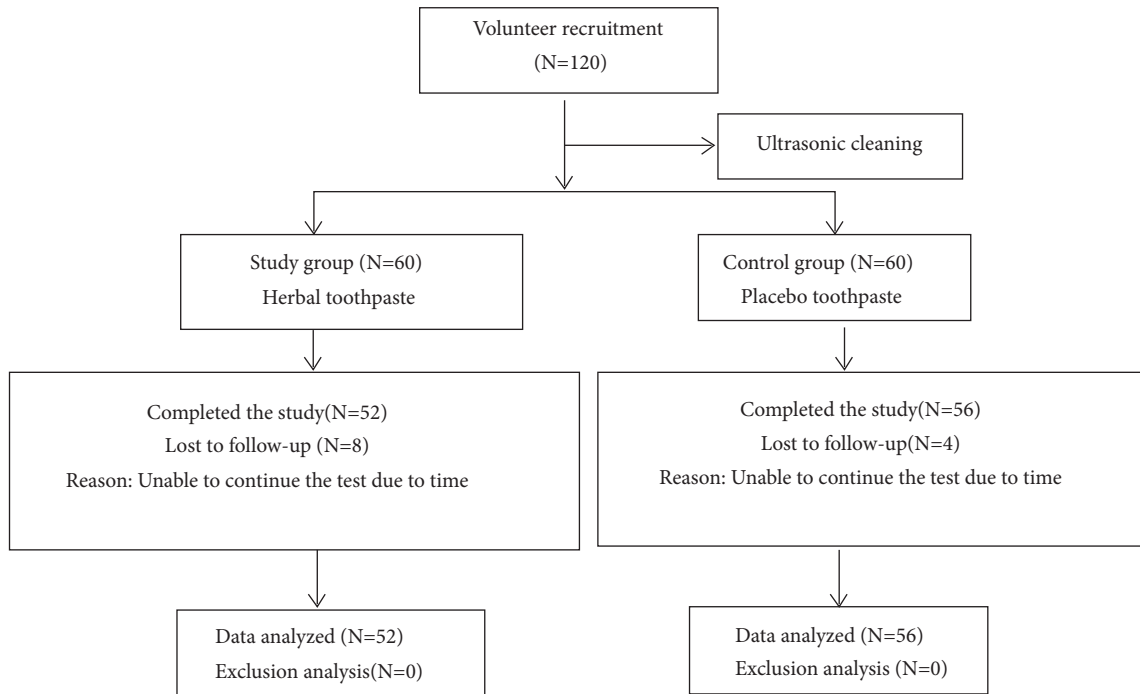 Volunteer recruitment
(N=120)
Ultrasonic cleaning
Study group (N=60)
Herbal toothpaste
Control group (N=60)
Placebo toothpaste
Completed the study(N=52)
Lost to follow-up (N=8)
Reason: Unable to continue the test due to time
Completed the study(N=56)
Lost to follow-up(N=4)
Reason: Unable to continue the test due to time
Data analyzed (N=52)
Exclusion analysis(N=0)
Data analyzed (N=56)
Exclusion analysis (N=0)